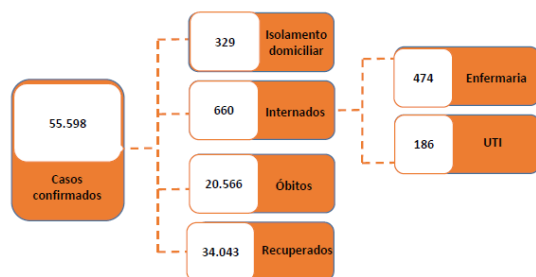 55.598
Casos
confirmados
329
Isolamento
domiciliar
660
Internados
20.566
Óbitos
34.043
Recuperados
474
Enfermaria
186
UTI